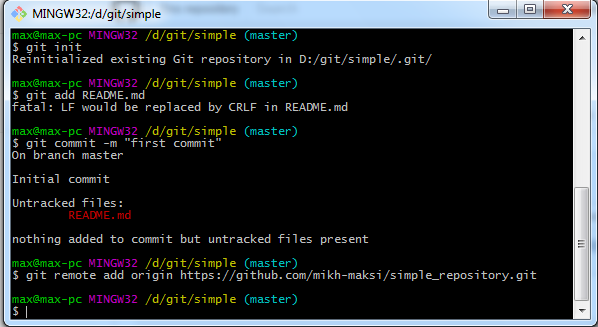 MINGW32:/d/git/simple
max@max-pc MINGW32 /d/git/simple (master)
$ git init
Reinitialized existing Git repository in D:/git/simple/.git/
max@max-pc MINGW32 /d/git/simple (master)
$ git add README.md
fatal: LF would be replaced by CRLF in README.md
max@max-pc MINGW32 /d/git/simple (master)
$ git commit -m "first commit"
On branch master
Initial commit
Untracked files:
README.md
nothing added to commit but untracked files present
max@max-pc MINGW32 /d/git/simple (master)
$ git remote add origin https://github.com/mikh-maksi/simple_repository.git
max@max-pc MINGW32 /d/git/simple (master)
$